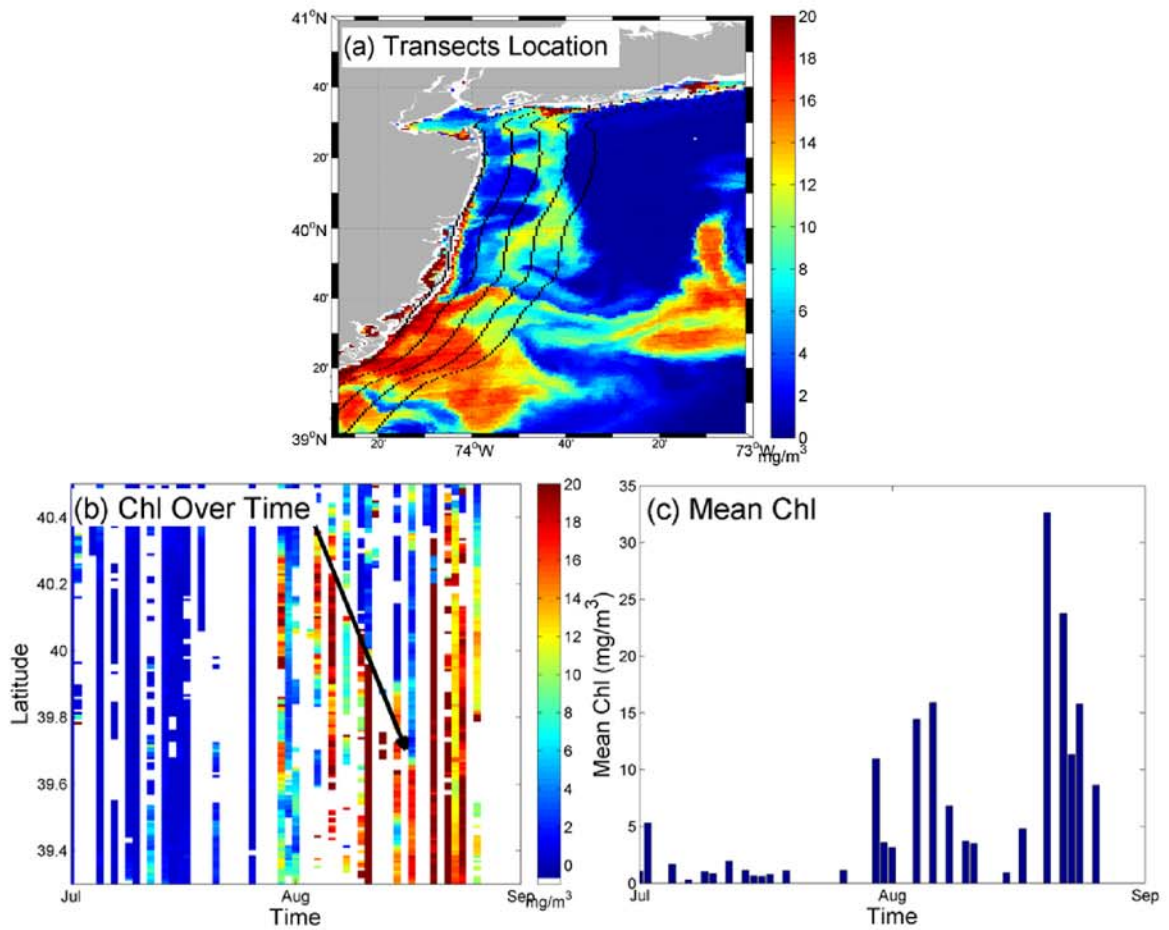 41°N
(a) Transects Location
40'
20'
40°N
40'
20'
39°N
20'
74°W
40'
20'
73°W
20
18
16
14
12
10
8
6
4
2
0
mg/m³
(b) Chl Over Time
40.4
40.2
40
39.8
39.6
39.4
Latitude
Jul
Aug
Sep
Time
20
18
16
14
12
10
8
6
4
2
0
mg/m³
(c) Mean Chl
35
30
25
20
15
10
5
0
Mean Chl (mg/m³)
Jul
Aug
Sep
Time